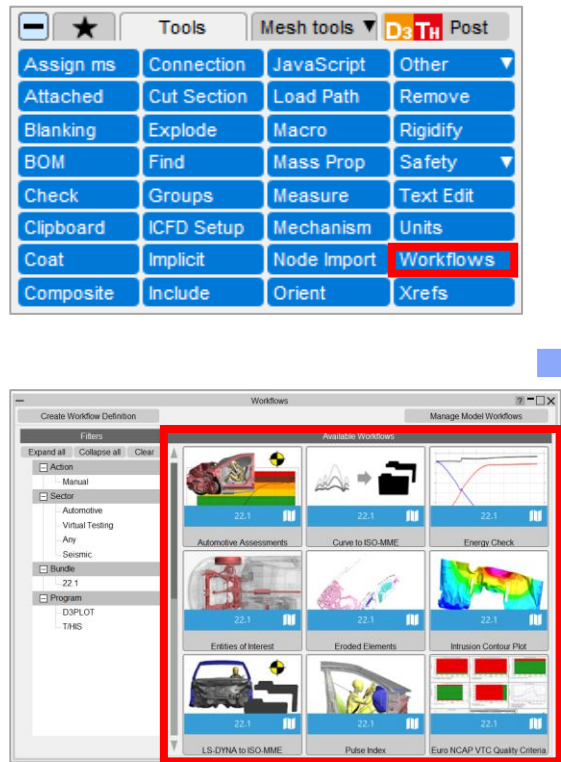 Tools Mesh tools ▼ D3 TH Post
Assign ms Connection JavaScript Other ▼
Attached Cut Section Load Path Remove
Blanking Explode Macro Rigidify
BOM Find Mass Prop Safety ▼
Check Groups Measure Text Edit
Clipboard ICFD Setup Mechanism Units
Coat Implicit Node Import Workflows
Composite Include Orient Xrefs
Workflows
Create Workflow Definition Manage Model Workflows
Filters Available Workflows
Expand all Collapse all Clear
Action
Manual
Sector
Automotive
Virtual Testing
Any
Seismic
Bundle
22.1
Program
D3PLOT
T/HIS
22.1 22.1 22.1
Automotive Assessments Curve to ISO-MME Energy Check
22.1 22.1 22.1
Entities of Interest Eroded Elements Intrusion Contour Plot
22.1 22.1 22.1
LS-DYNA to ISO-MME Pulse Index Euro NCAP VTC Quality Criteria